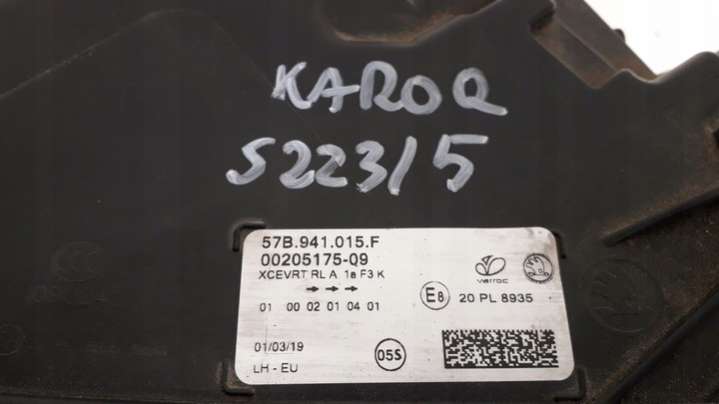 KAROQ
S223/5
57B.941.015.F
00205175-09
XCEVRT RL A 1a F3 K
01 00 02 01 04 01
01/03/19
LH - EU
05S
varroc
E8
20 PL 8935